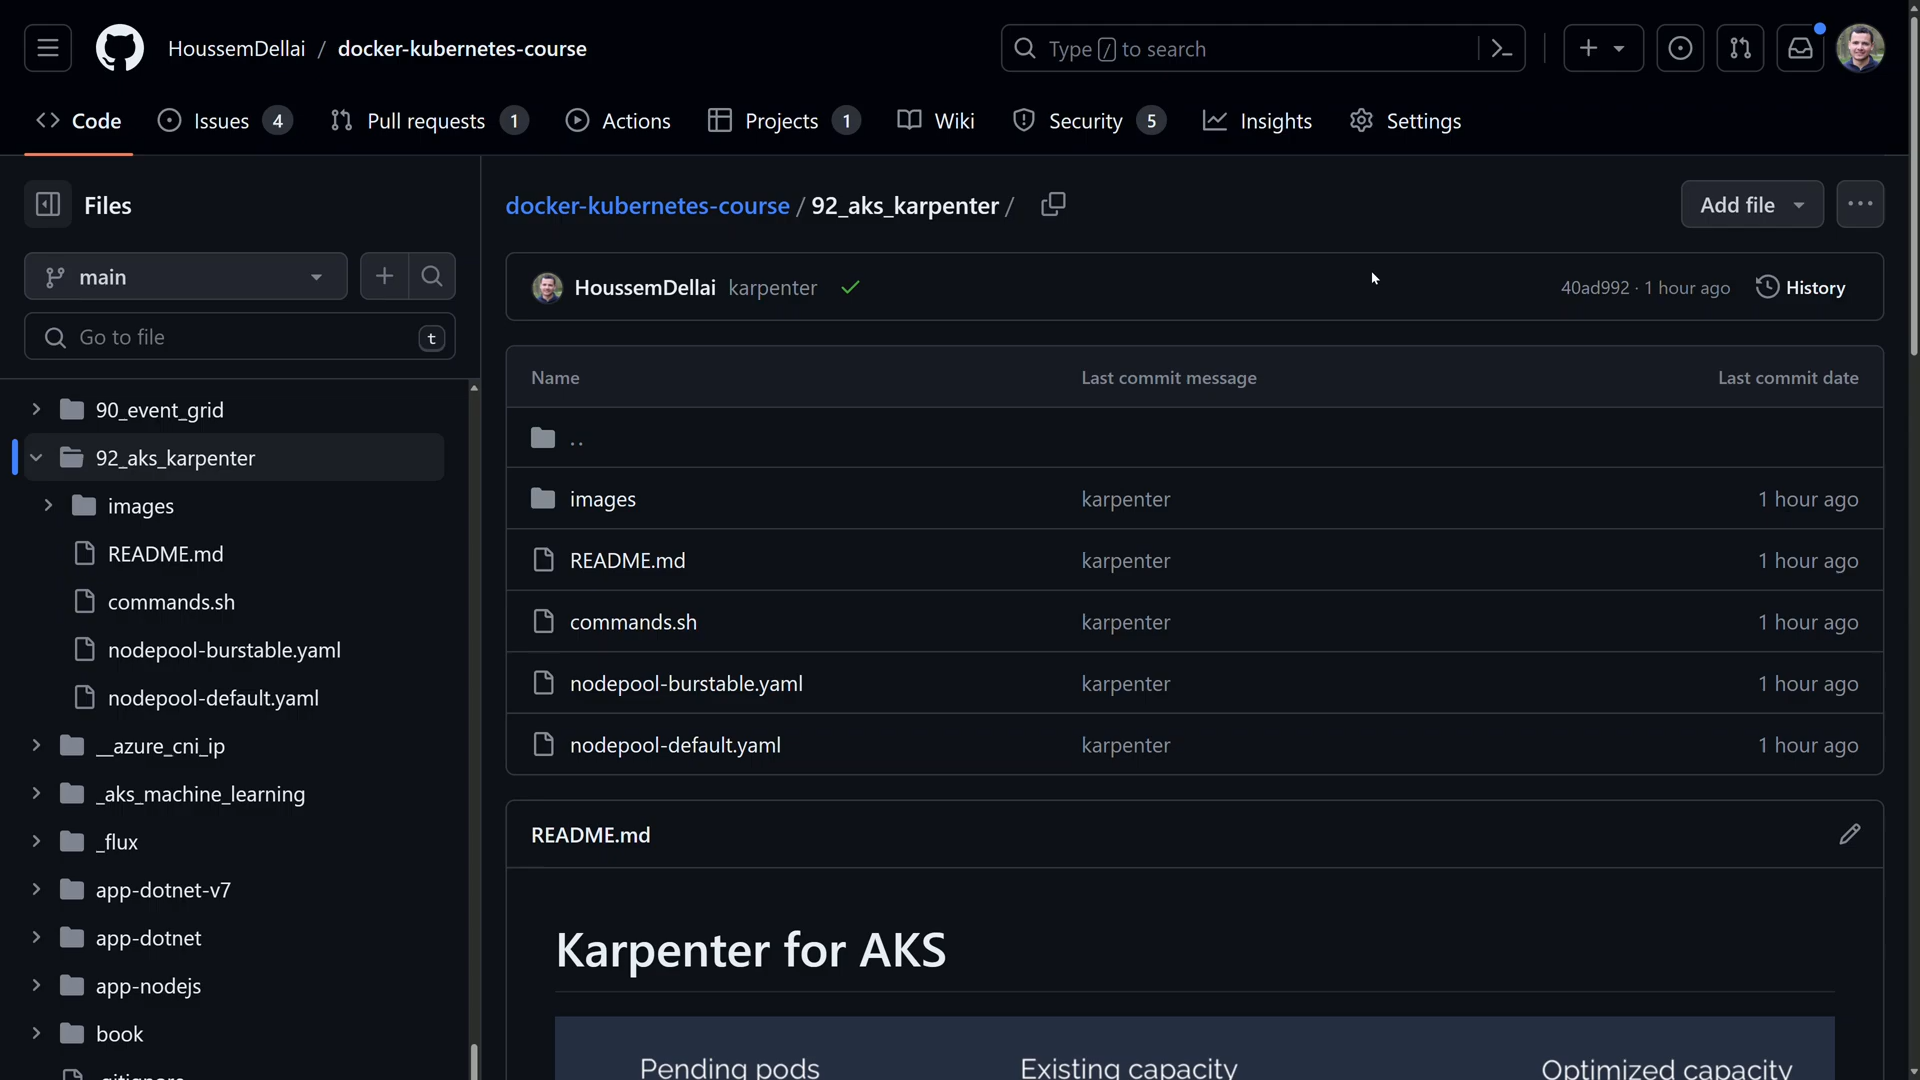 HoussemDellai / docker-kubernetes-course
Type / to search
Code
Issues 4
Pull requests 1
Actions
Projects 1
Wiki
Security 5
Insights
Settings
Files
main
Go to file
t
90_event_grid
92_aks_karpenter
images
README.md
commands.sh
nodepool-burstable.yaml
nodepool-default.yaml
__azure_cni_ip
_aks_machine_learning
_flux
app-dotnet-v7
app-dotnet
app-nodejs
book
.gitignore
docker-kubernetes-course / 92_aks_karpenter /
Add file
HoussemDellai karpenter
40ad992 · 1 hour ago
History
Name Last commit message Last commit date
..
images karpenter 1 hour ago
README.md karpenter 1 hour ago
commands.sh karpenter 1 hour ago
nodepool-burstable.yaml karpenter 1 hour ago
nodepool-default.yaml karpenter 1 hour ago
README.md
Karpenter for AKS
Pending pods Existing capacity Optimized capacity